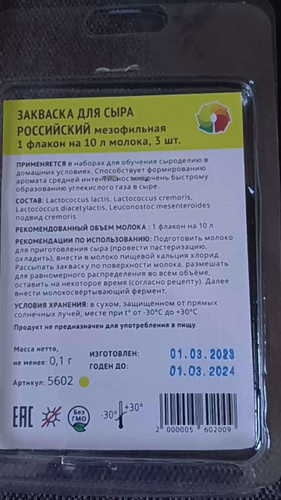 ЗАКВАСКА ДЛЯ СЫРА
РОССИЙСКИЙ мезофильная
1 флакон на 10 л молока, 3 шт.
ПРИМЕНЯЕТСЯ в наборах для обучения сыроделию в
домашних условиях. Способствует формированию
аромата средней интенсивности очень быстрому
образованию углекислого газа в сыре.
СОСТАВ: Lactococcus lactis, Lactococcus cremoris,
Lactococcus diacetylactis, Leuconostoc mesenteroides
подвид cremoris
РЕКОМЕНДОВАННЫЙ ОБЪЕМ МОЛОКА : 1 флакон на 10 л
РЕКОМЕНДАЦИИ ПО ИСПОЛЬЗОВАНИЮ: Подготовить молоко
для приготовления сыра (провести пастеризацию,
охладить), внести в молоко пищевой кальция хлорид.
Рассыпать закваску по поверхности молока, размешать
для равномерного распределения во всём объёме,
оставить на некоторое время (согласно рецепту). Далее
внести молокосвёртывающий фермент.
УСЛОВИЯ ХРАНЕНИЯ: в сухом, защищенном от прямых
солнечных лучей, месте при t° от -30°С до +30°С
Продукт не предназначен для употребления в пищу.
Масса нетто,
не менее: 0,1 г
Артикул: 5602
ИЗГОТОВЛЕН: 01.03.2023
ГОДЕН ДО: 01.03.2024
EAC
Без ГМО
-30° +30°
2 000005 602009